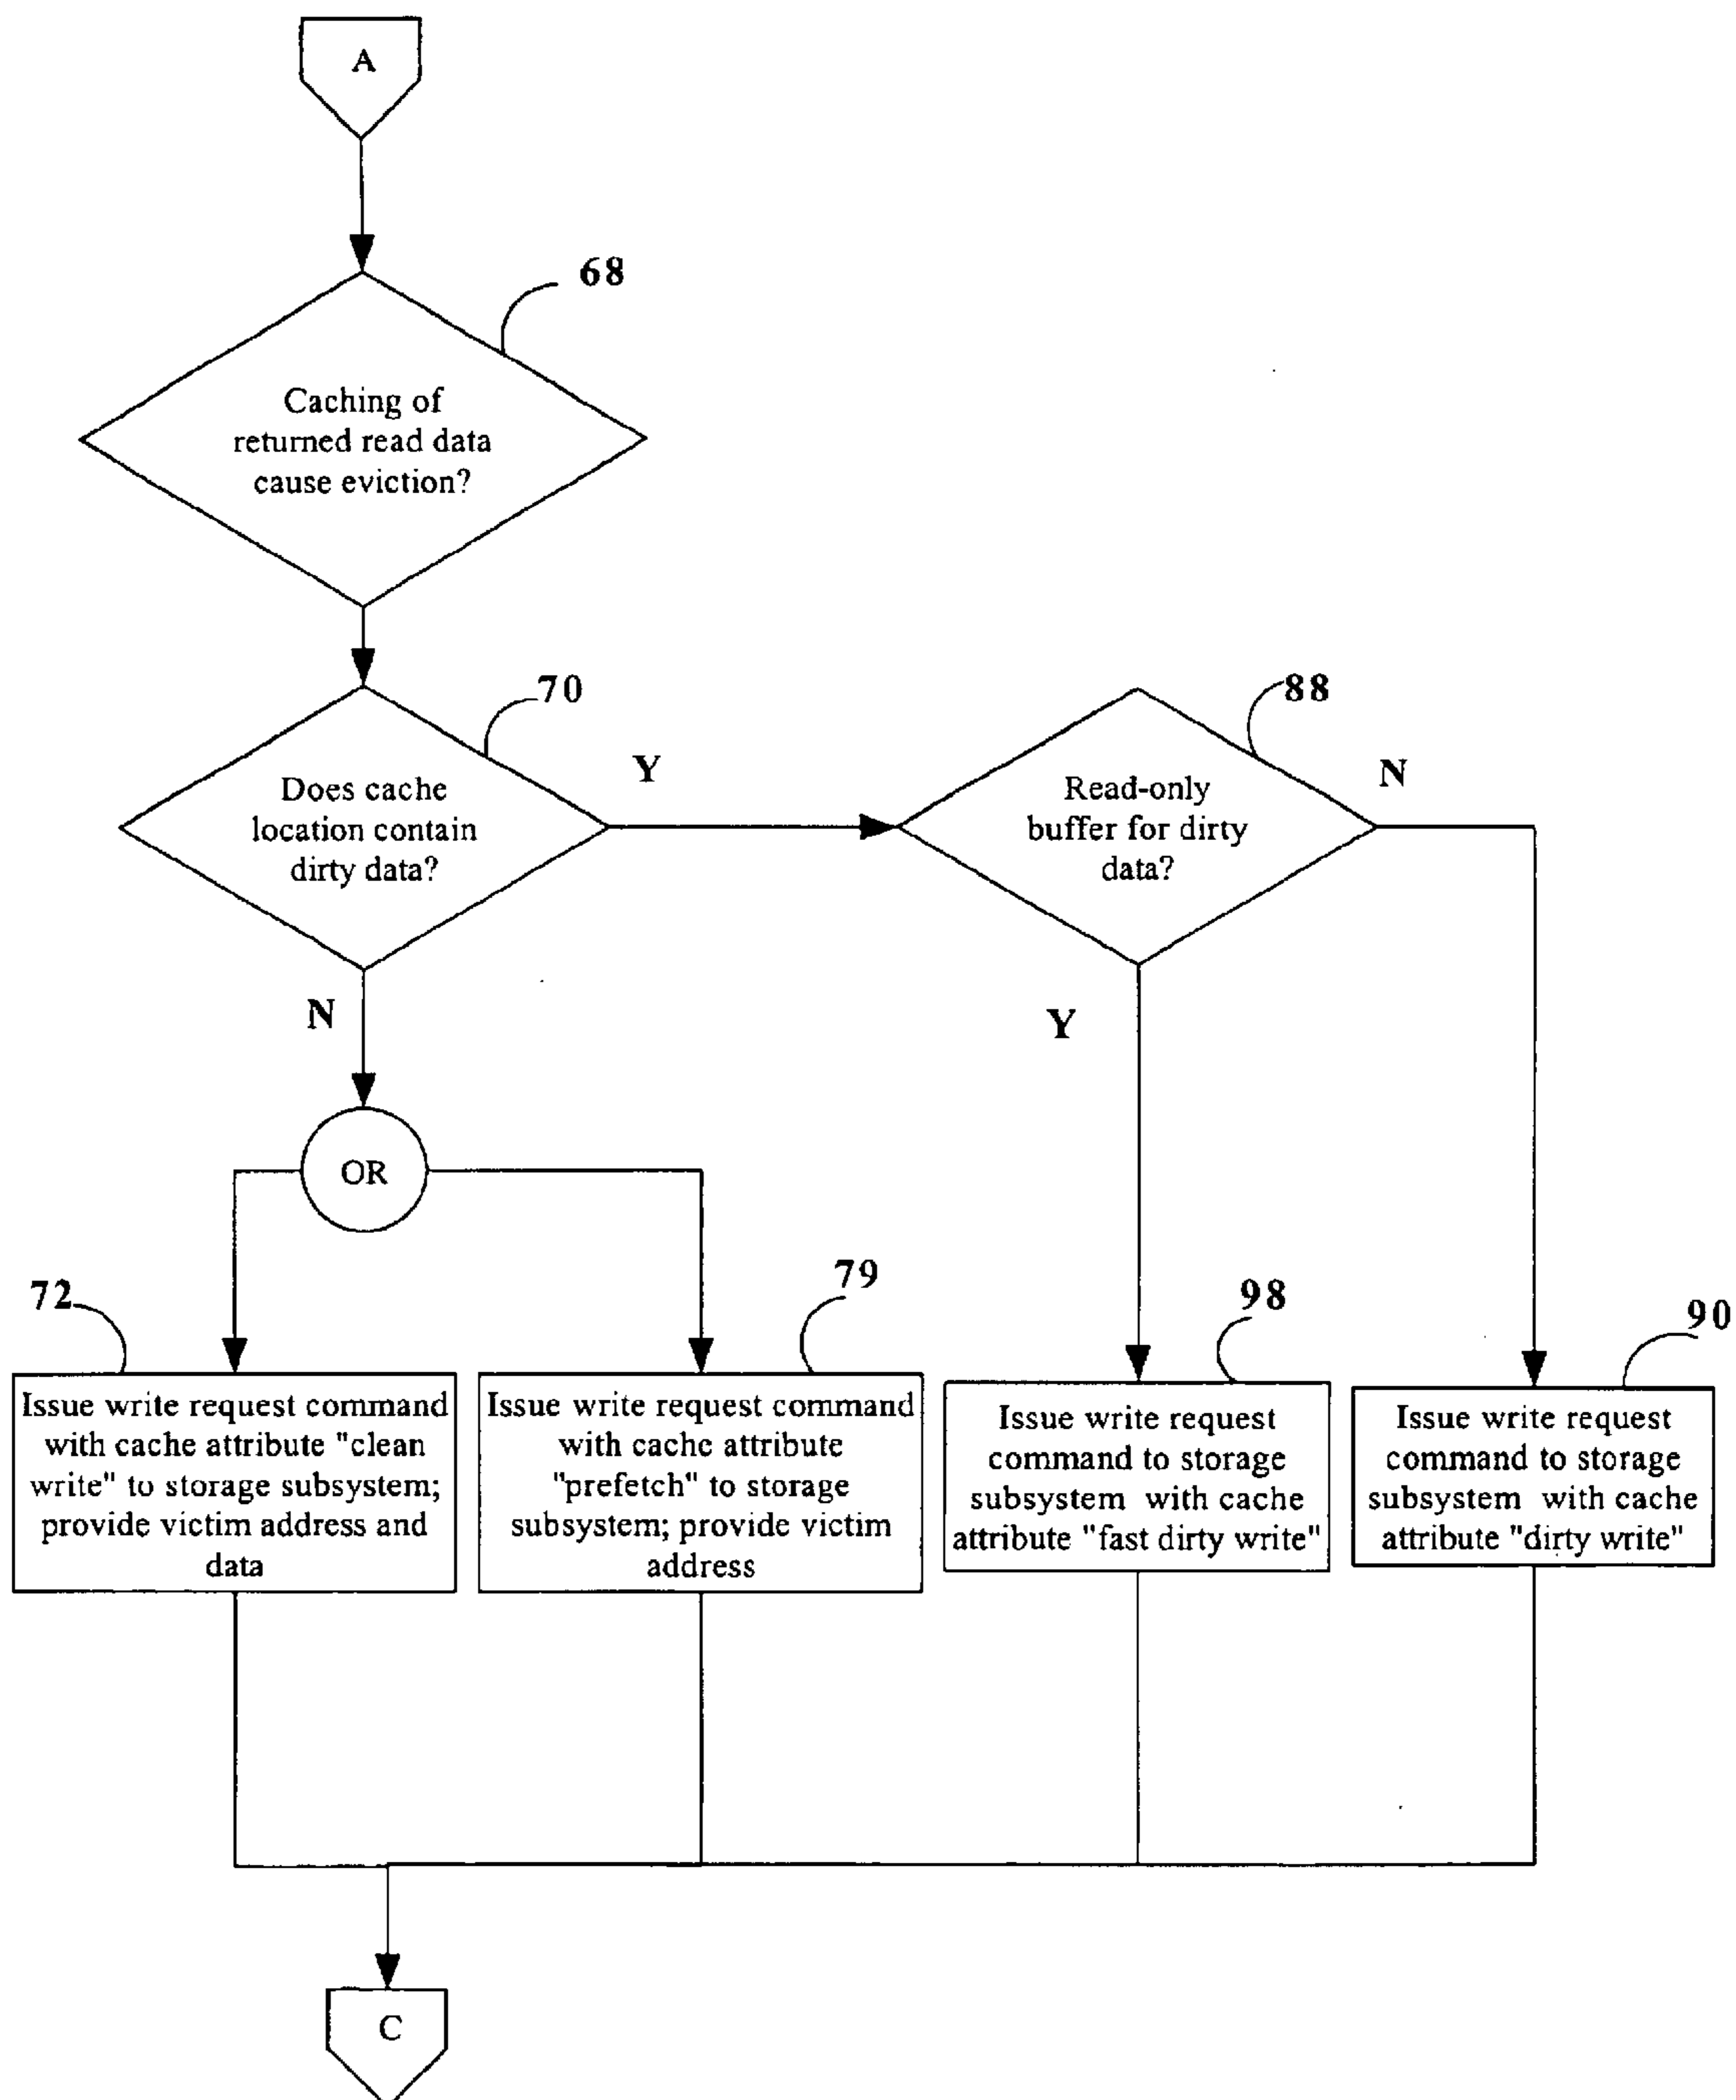 A
68
Caching of
returned read data
cause eviction?
70
Does cache
location contain
dirty data?
Y
88
Read-only
buffer for dirty
data?
N
N
Y
OR
72
Issue write request command
with cache attribute "clean
write" to storage subsystem;
provide victim address and
data
79
Issue write request command
with cache attribute
"prefetch" to storage
subsystem; provide victim
address
98
Issue write request
command to storage
subsystem with cache
attribute "fast dirty write"
90
Issue write request
command to storage
subsystem with cache
attribute "dirty write"
C